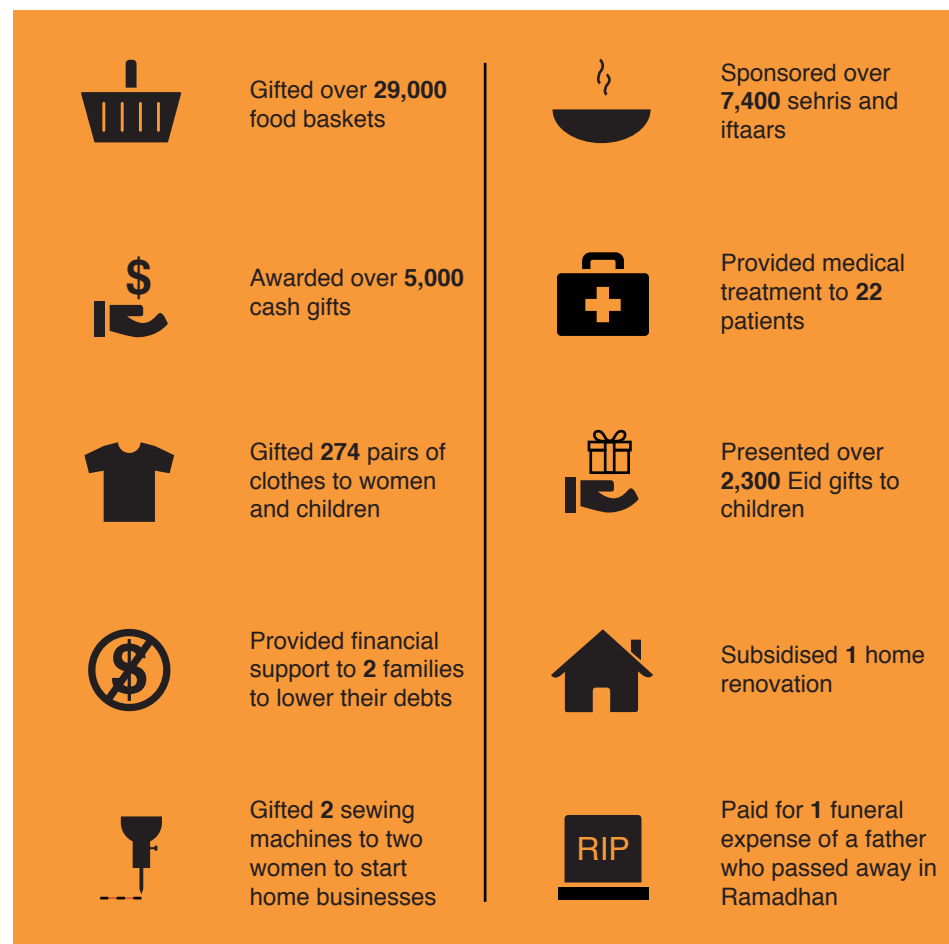 Gifted over 29,000
food baskets
Sponsored over
7,400 sehris and
iftaars
$
Awarded over 5,000
cash gifts
Provided medical
treatment to 22
patients
Gifted 274 pairs of
clothes to women
and children
Presented over
2,300 Eid gifts to
children
$
Provided financial
support to 2 families
to lower their debts
Subsidised 1 home
renovation
Gifted 2 sewing
machines to two
women to start
home businesses
RIP
Paid for 1 funeral
expense of a father
who passed away in
Ramadhan